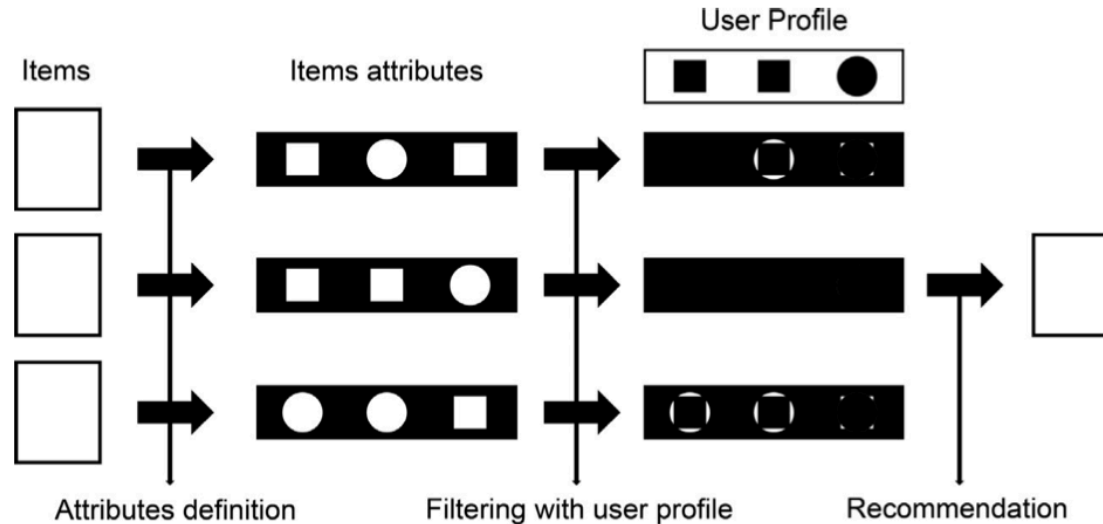 User Profile
Items
Items attributes
Attributes definition
Filtering with user profile
Recommendation